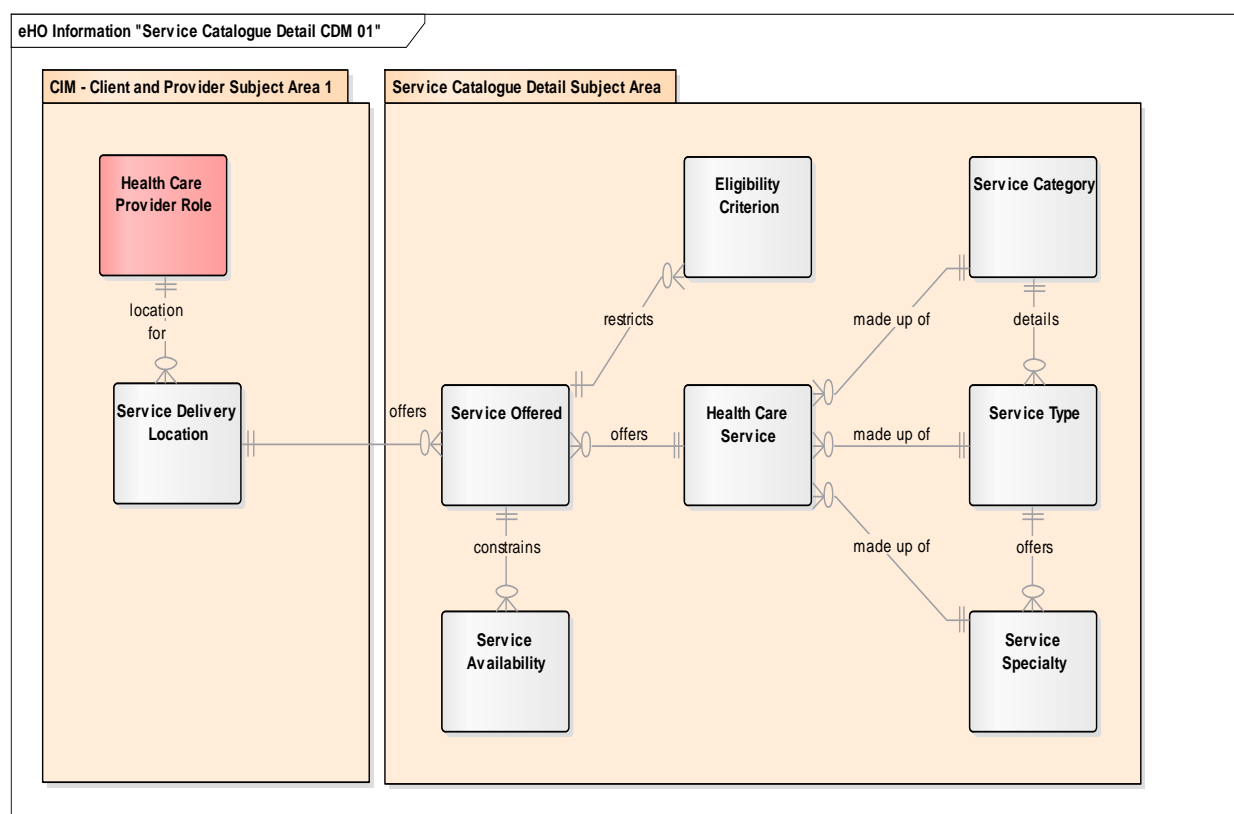 eHO Information "Service Catalogue Detail CDM 01"
CIM - Client and Provider Subject Area 1
Service Catalogue Detail Subject Area
Health Care
Provider Role
Eligibility
Criterion
Service Category
location
for
restricts
made up of
details
Service Delivery
Location
offers
Service Offered
offers
Health Care
Service
made up of
Service Type
constrains
made up of
offers
Service
Availability
Service
Specialty